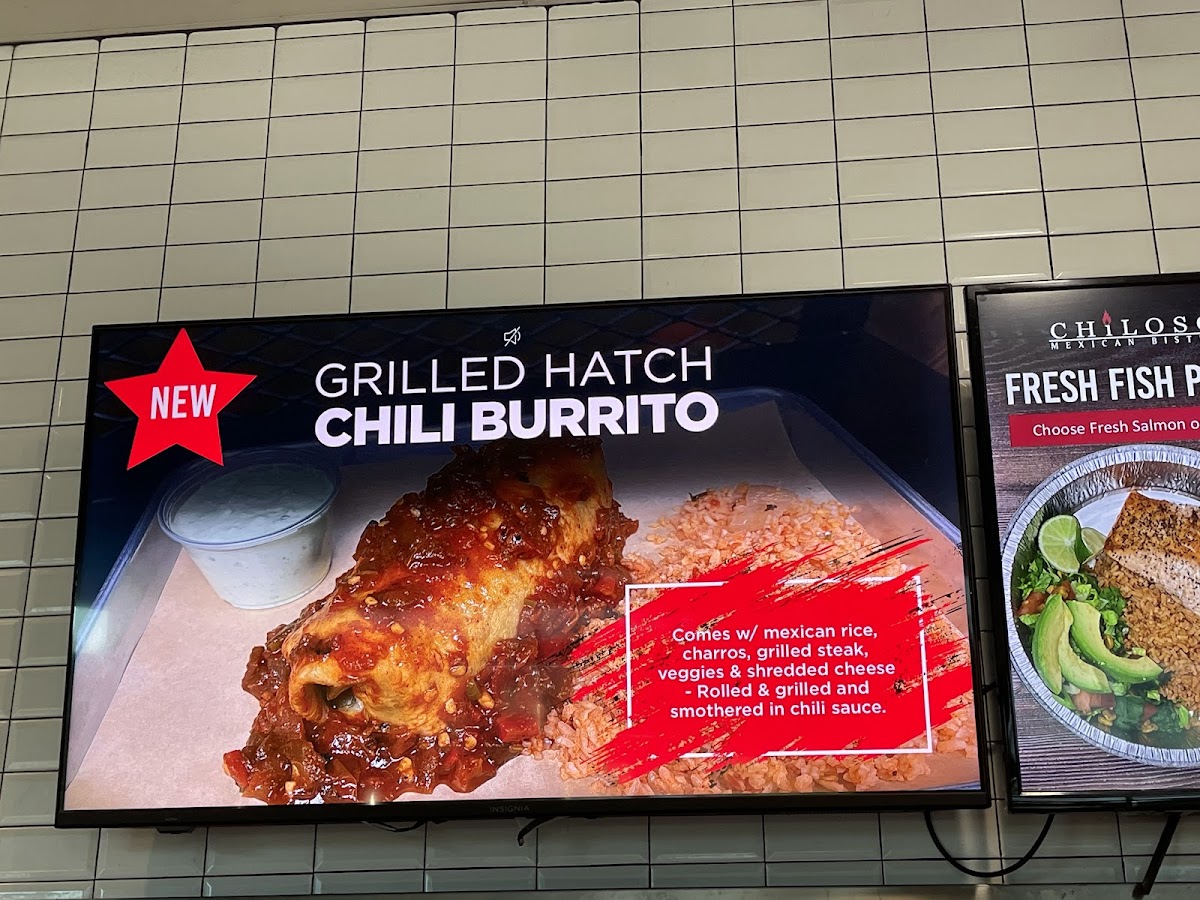 NEW
GRILLED HATCH
CHILI BURRITO
Comes w/ mexican rice,
charros, grilled steak,
veggies & shredded cheese
- Rolled & grilled and
smothered in chili sauce.
INSIGNIA
MEXICAN
FRESH FISH
Choose Fresh Salmon